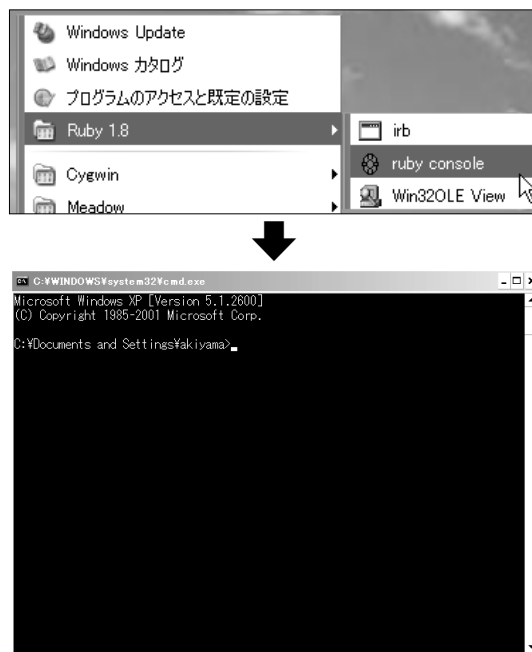 Windows Update
Windows カタログ
プログラムのアクセスと既定の設定
Ruby 1.8
irb
ruby console
Cygwin
Win32OLE View
Meadow
C:¥WINDOWS¥system32¥cmd.exe
Microsoft Windows XP [Version 5.1.2600]
(C) Copyright 1985-2001 Microsoft Corp.
C:¥Documents and Settings¥akiyama>_